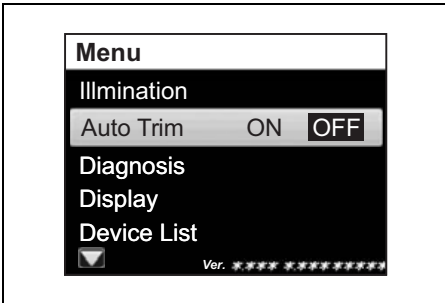 Menu
Illmination
Auto Trim ON OFF
Diagnosis
Display
Device List
Ver. *.*** *.*********